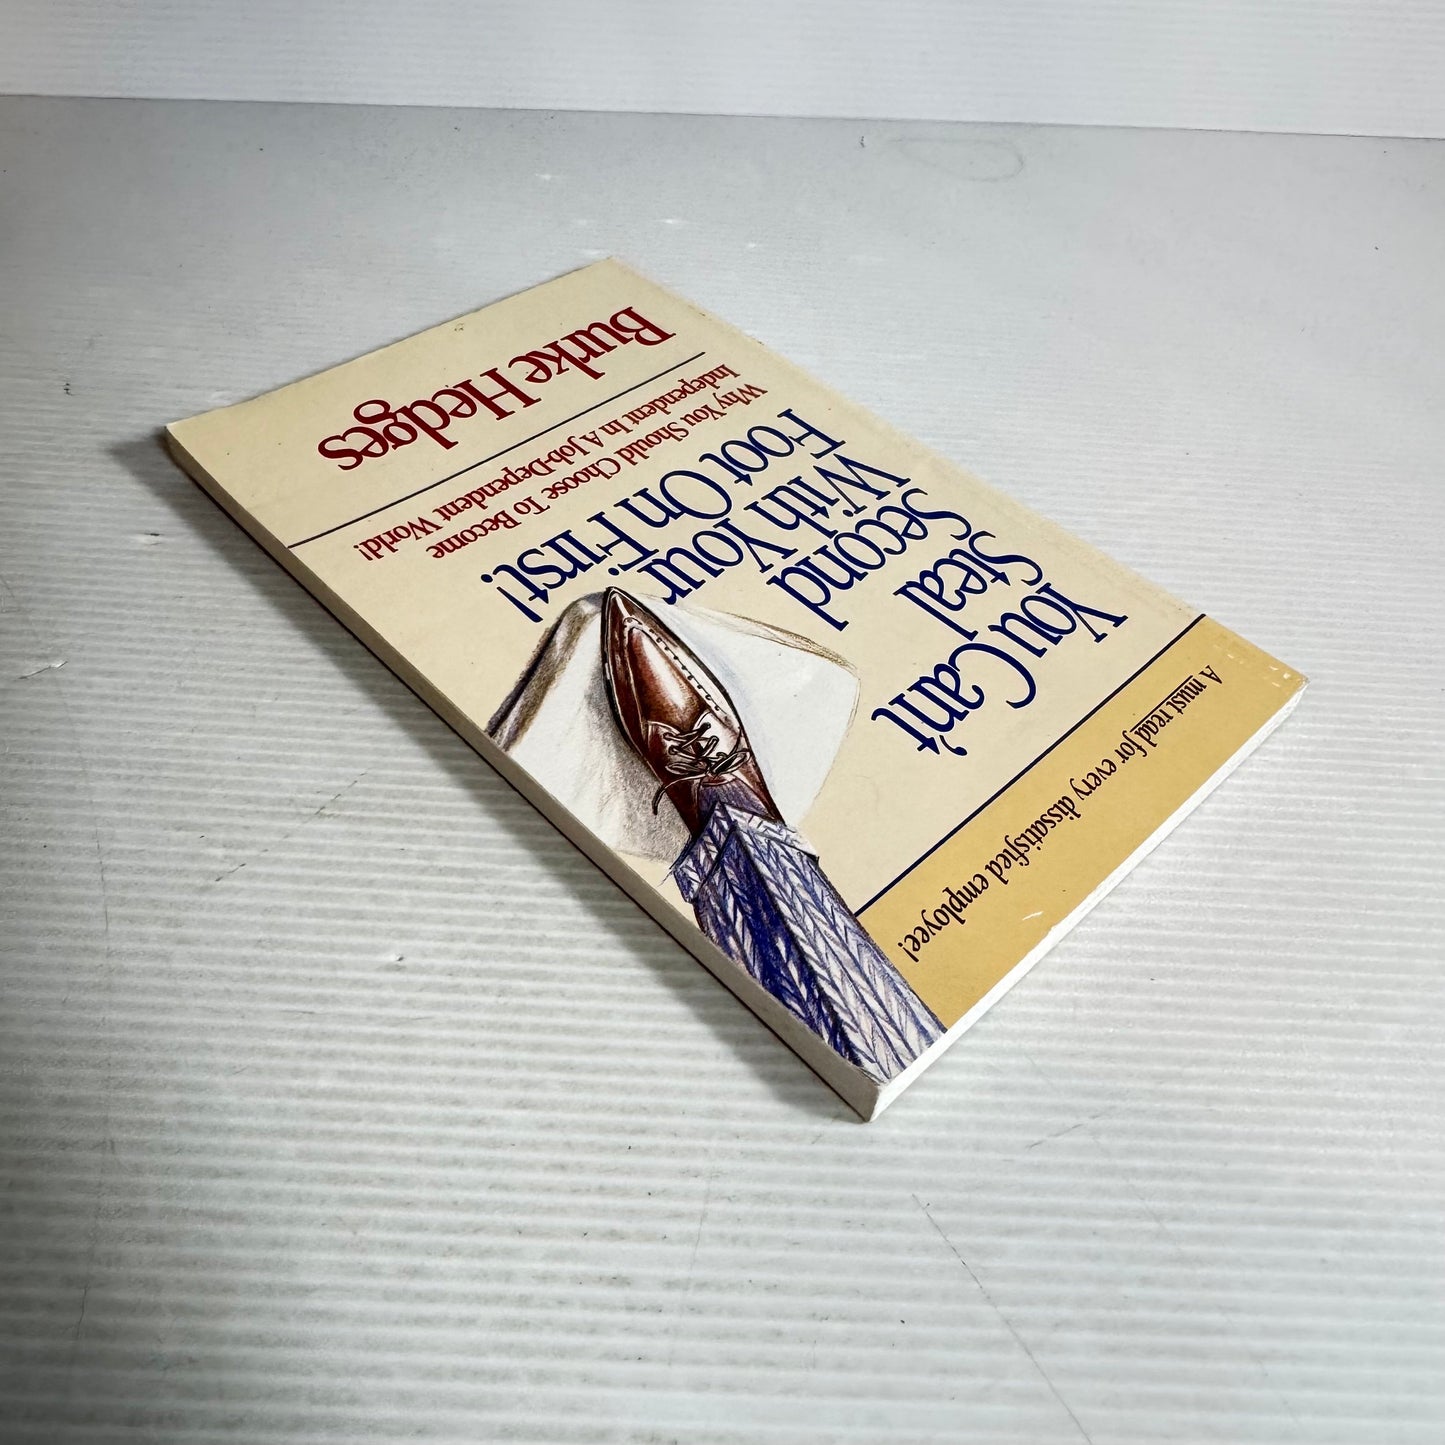 A must read for every dissatisfied employee!
You Can't
Steal
Second
With Your
Foot On First!
Why You Should Choose To Become
Independent In A Job-Dependent World!
Burke Hedges